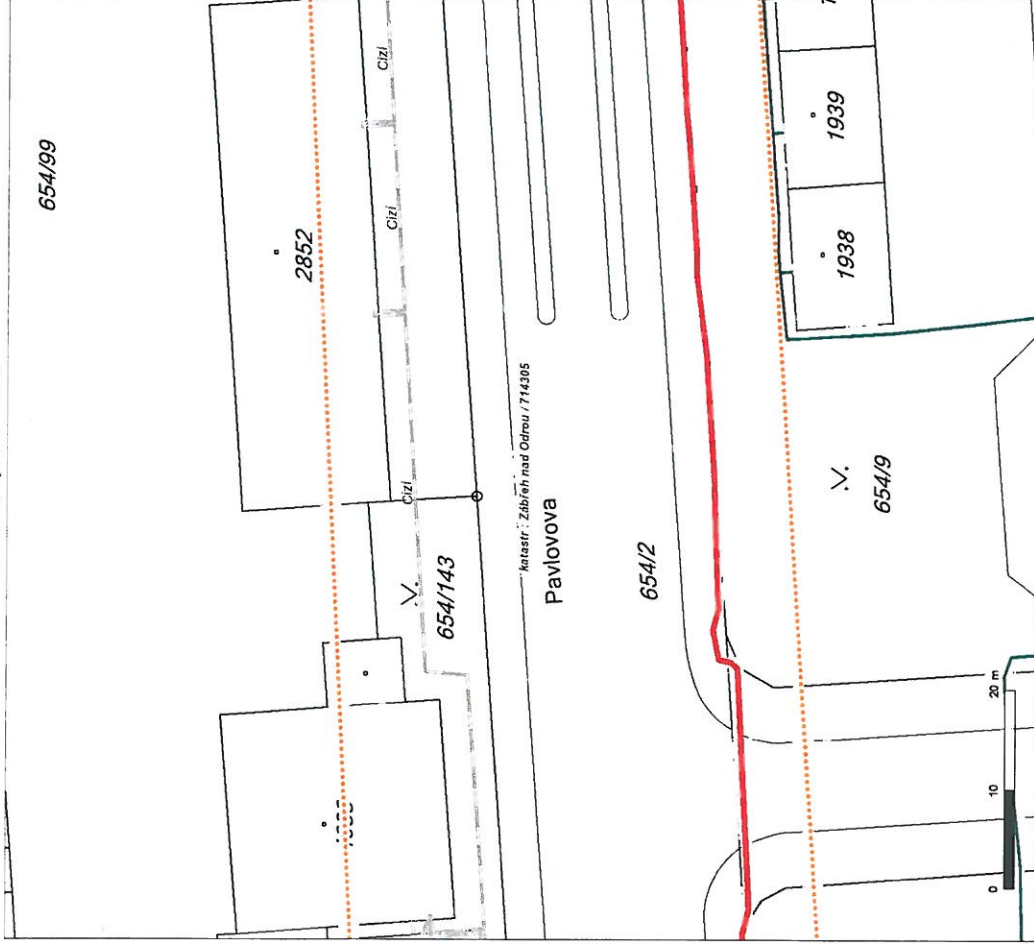 654/99
Cizí
1939
Cizí
2852
1938
katastr : Zábřeh nad Odrou / 714305
Cizí
654/9
Pavlovova
654/2
654/143
20 m
10
0